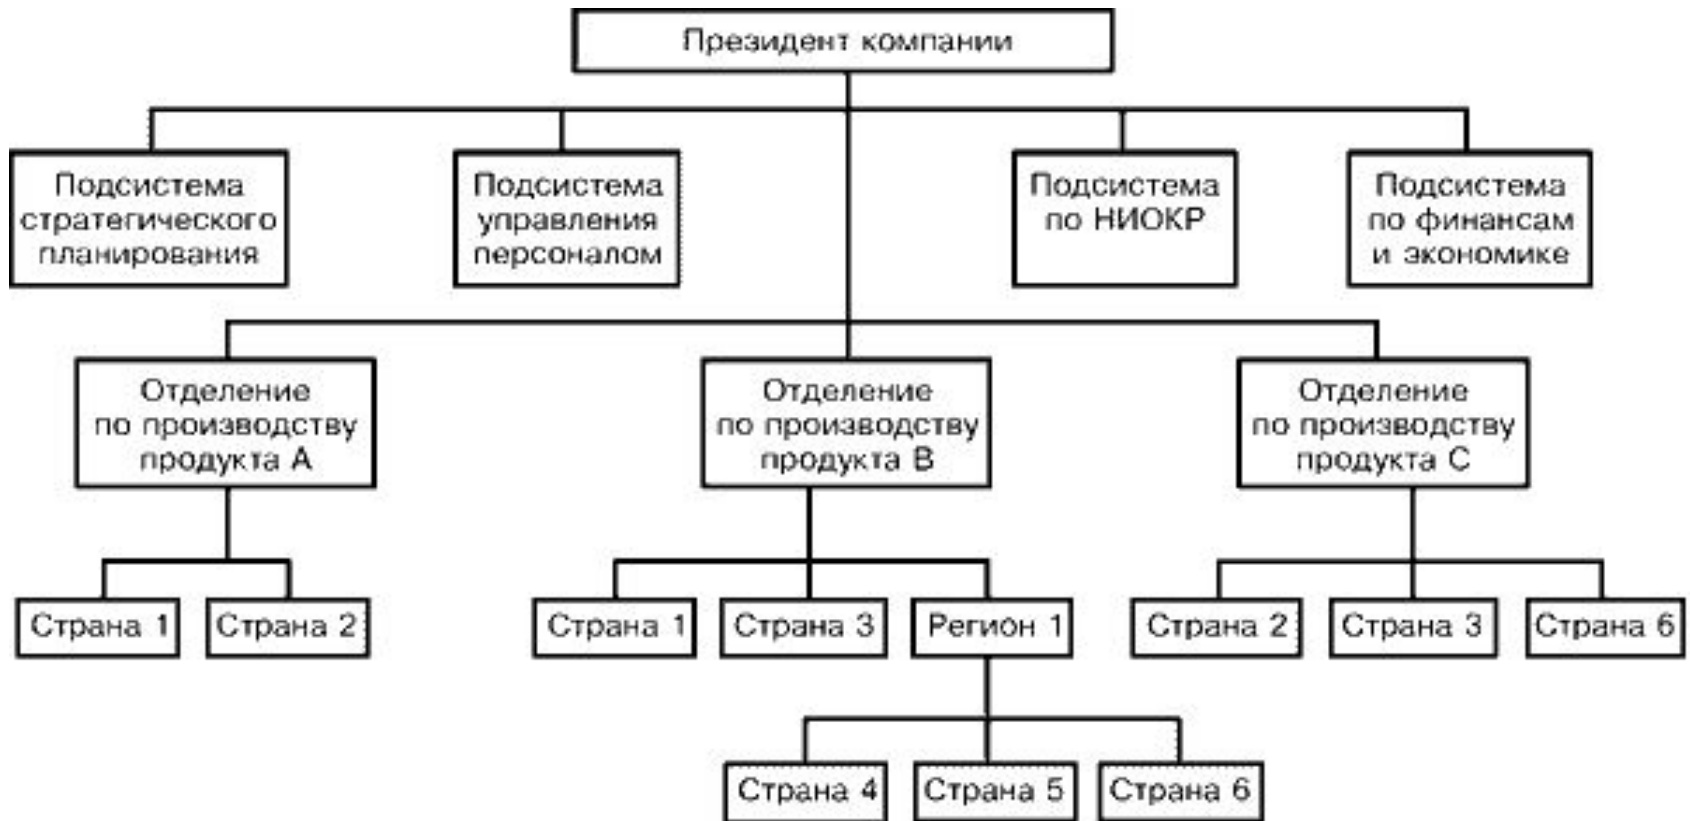 Президент компании
Подсистема
стратегического
планирования
Подсистема
управления
персоналом
Подсистема
по НИОКР
Подсистема
по финансам
и экономике
Отделение
по производству
продукта А
Отделение
по производству
продукта В
Отделение
по производству
продукта С
Страна 1
Страна 2
Страна 1
Страна 3
Регион 1
Страна 2
Страна 3
Страна 6
Страна 4
Страна 5
Страна 6